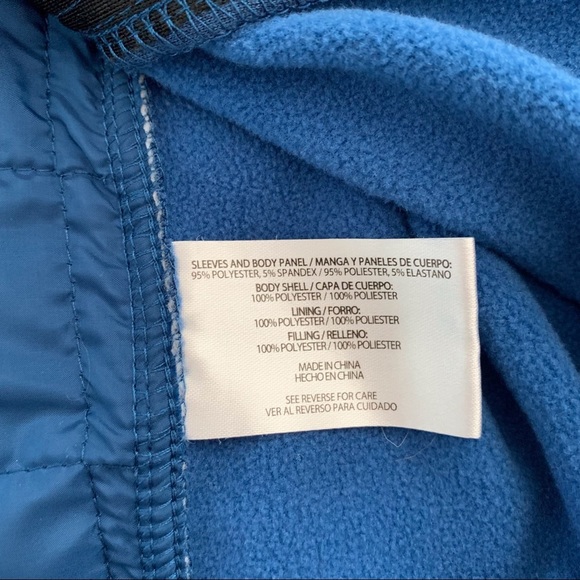 SLEEVES AND BODY PANEL / MANGA Y PANELES DE CUERPO:
95% POLYESTER, 5% SPANDEX / 95% POLIESTER, 5% ELASTANO
BODY SHELL / CAPA DE CUERPO:
100% POLYESTER / 100% POLIESTER
LINING / FORRO:
100% POLYESTER / 100% POLIESTER
FILLING / RELLENO:
100% POLYESTER / 100% POLIESTER
MADE IN CHINA
HECHO EN CHINA
SEE REVERSE FOR CARE
VER AL REVERSO PARA CUIDADO